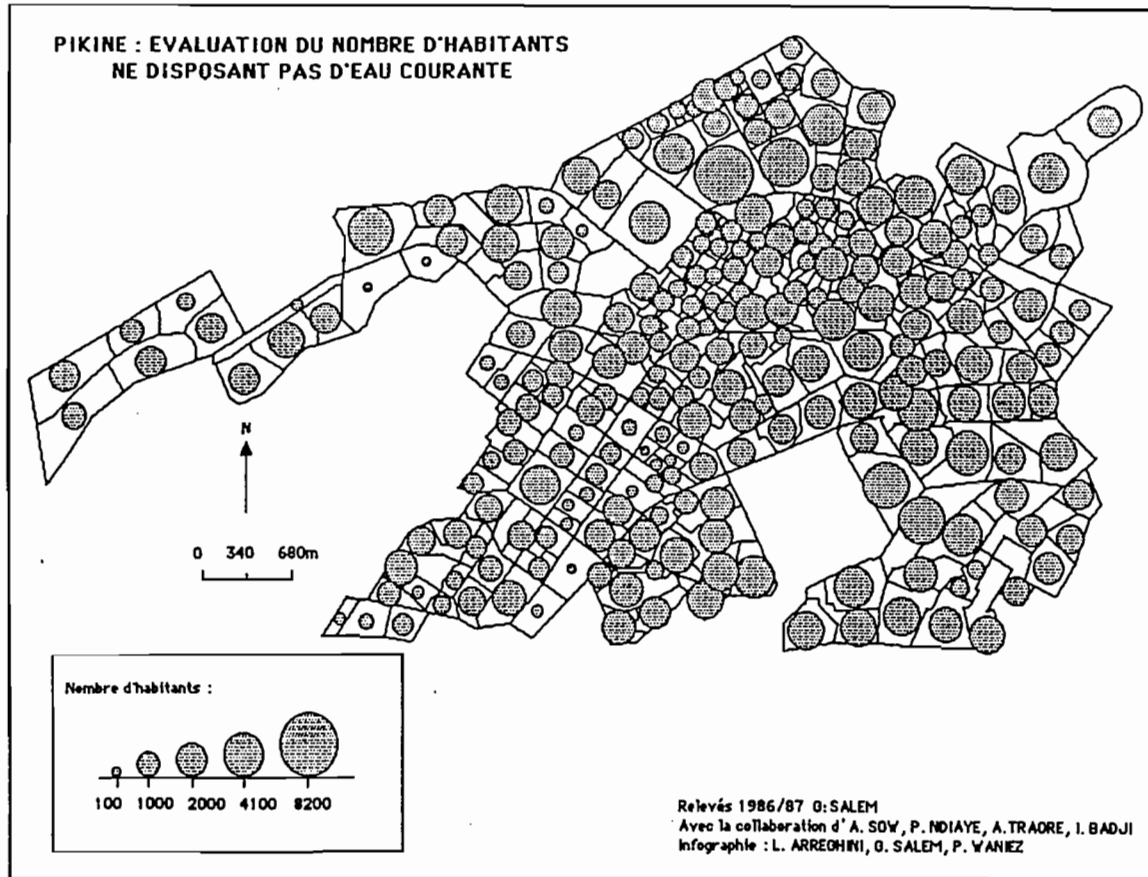 PIKINE : EVALUATION DU NOMBRE D'HABITANTS
NE DISPOSANT PAS D'EAU COURANTE
N
0 340 680m
Nombre d'habitants :
100 1000 2000 4100 8200
Relevés 1986/87 G:SALEM
Avec la collaboration d' A. SOW, P. NDIAYE, A.TRAORE, I. BADJI
Infographie : L. ARREGHINI, G. SALEM, P. WANIEZ